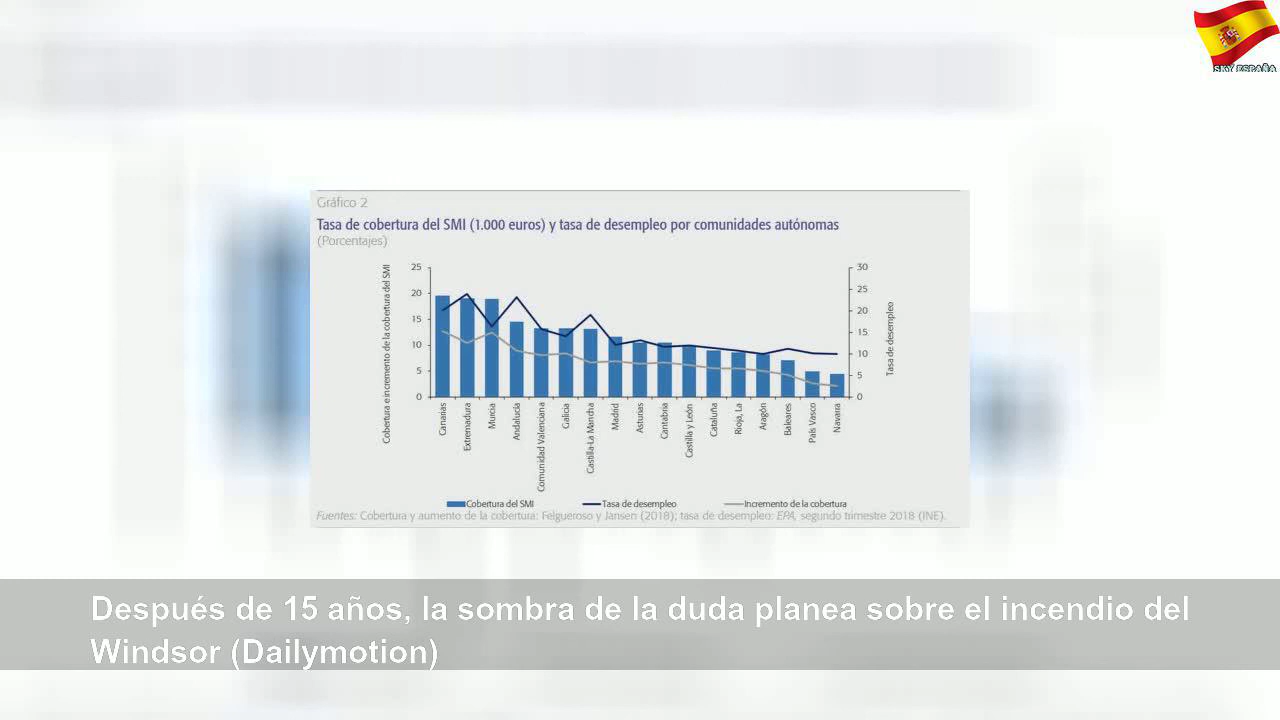 SKY ESPAÑA
Gráfico 2
Tasa de cobertura del SMI (1.000 euros) y tasa de desempleo por comunidades autónomas
(Porcentajes)
Cobertura e incremento de la cobertura del SMI
25
20
15
10
5
0
30
25
20
15
10
5
0
Tasa de desempleo
Canarias
Extremadura
Murcia
Andalucía
Comunidad Valenciana
Galicia
Castilla-La Mancha
Madrid
Asturias
Cantabria
Castilla y León
Cataluña
Rioja, La
Aragón
Baleares
País Vasco
Navarra
Cobertura del SMI
Tasa de desempleo
Incremento de la cobertura
Fuentes: Cobertura y aumento de la cobertura: Felgueroso y Jansen (2018); tasa de desempleo: EPA, segundo trimestre 2018 (INE).
Después de 15 años, la sombra de la duda planea sobre el incendio del
Windsor (Dailymotion)